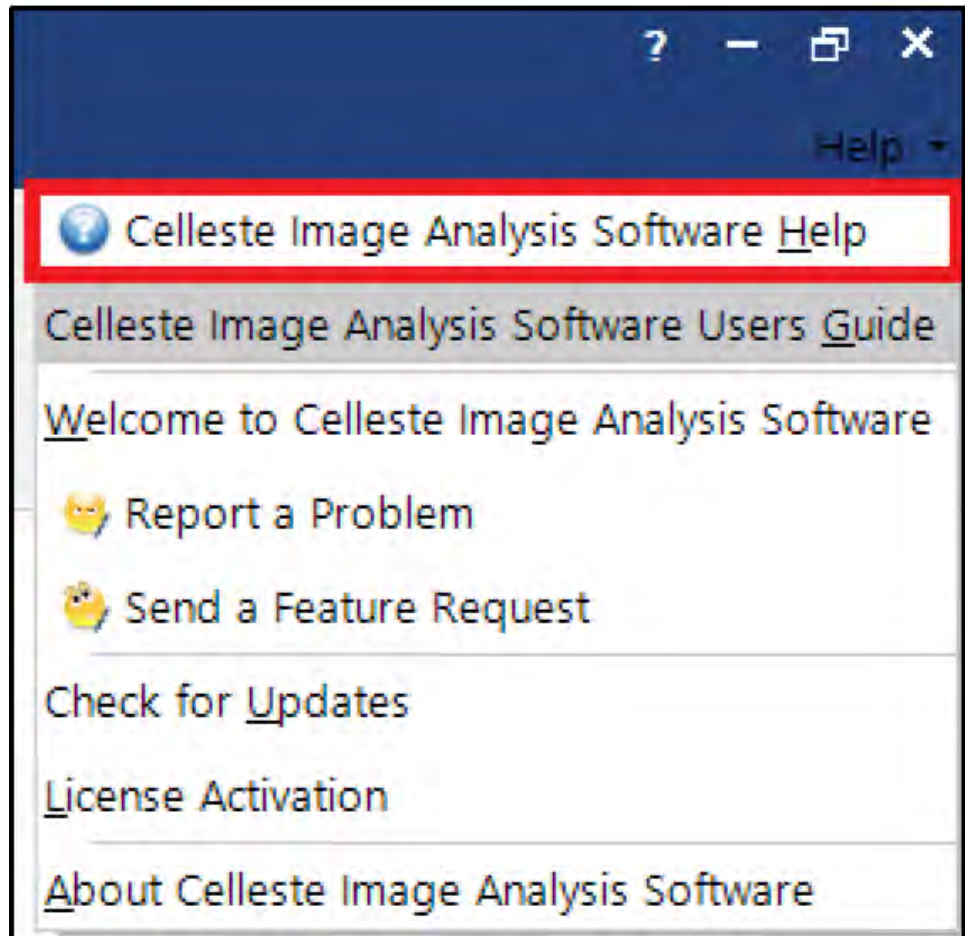 ?
Help
Celleste Image Analysis Software Help
Celleste Image Analysis Software Users Guide
Welcome to Celleste Image Analysis Software
Report a Problem
Send a Feature Request
Check for Updates
License Activation
About Celleste Image Analysis Software